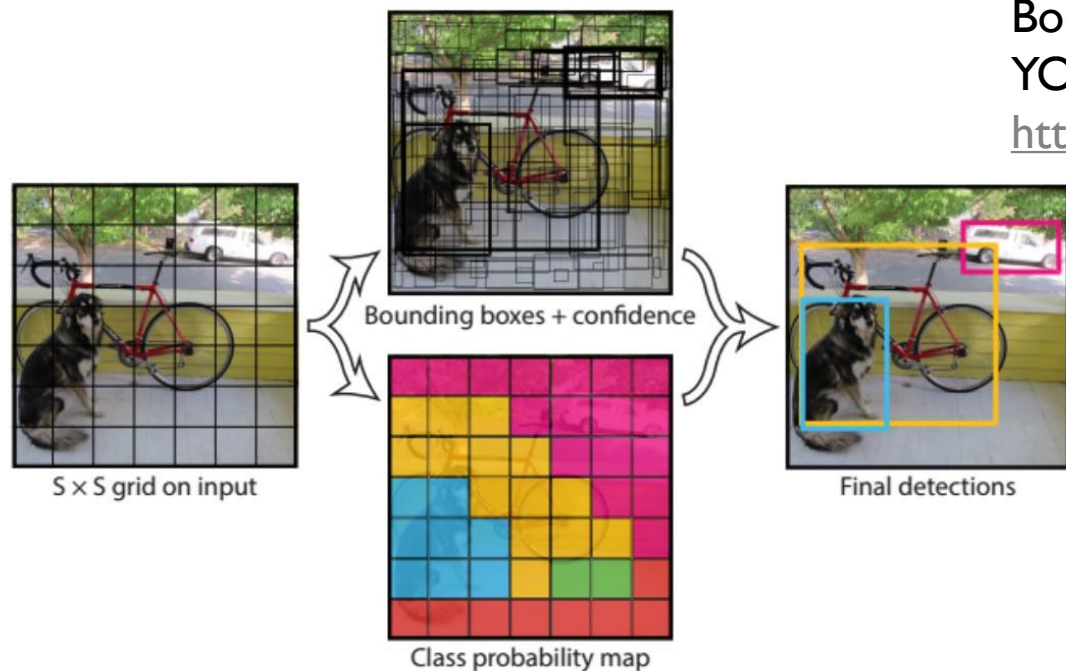 Bounding boxes + confidence
S × S grid on input
Final detections
Class probability map